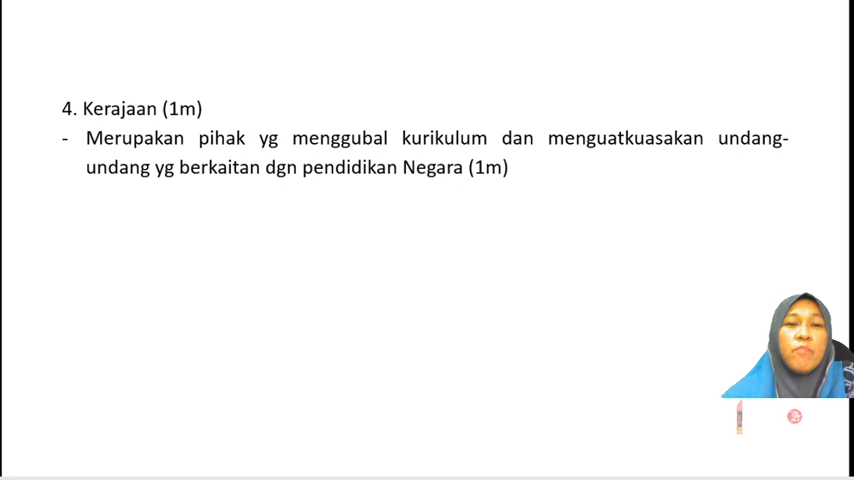 4. Kerajaan (1m)
- Merupakan pihak yg menggubal kurikulum dan menguatkuasakan undang-
undang yg berkaitan dgn pendidikan Negara (1m)